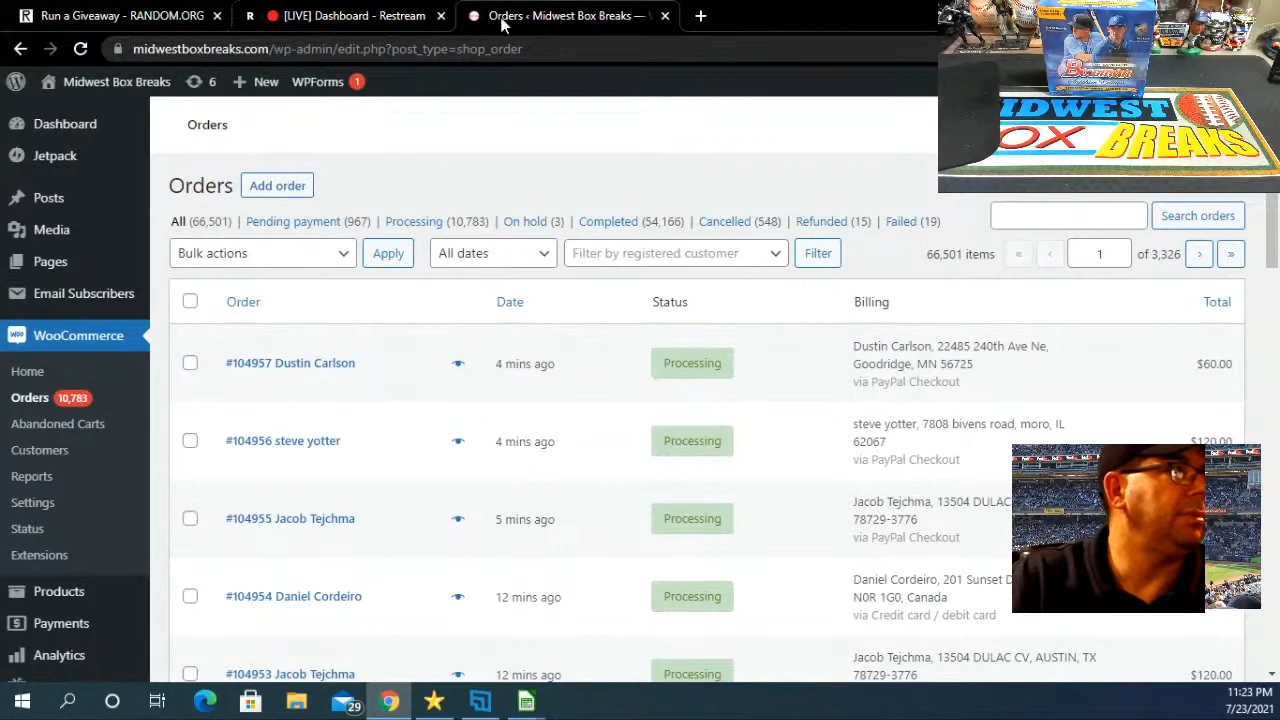 Run a Giveaway - RANDOM.ORG
[LIVE] Das
Orders ‹ Midwest Box Breaks —
midwestboxbreaks.com/wp-admin/edit.php?post_type=shop_order
Midwest Box Breaks
6
New
WPForms 1
Dashboard
Jetpack
Posts
Media
Pages
Email Subscribers
WooCommerce
Home
Orders 10,783
Abandoned Carts
Customers
Reports
Settings
Status
Extensions
Products
Payments
Analytics
Orders
Orders Add order
All (66,501) | Pending payment (967) | Processing (10,783) | On hold (3) | Completed (54,166) | Cancelled (548) | Refunded (15) | Failed (19)
Search orders
Bulk actions Apply All dates Filter by registered customer Filter
66,501 items « ‹ 1 of 3,326 › »
Order Date Status Billing Total
#104957 Dustin Carlson 4 mins ago Processing Dustin Carlson, 22485 240th Ave Ne,
Goodridge, MN 56725
via PayPal Checkout $60.00
#104956 steve yotter 4 mins ago Processing steve yotter, 7808 bivens road, moro, IL
62067
via PayPal Checkout $120.00
#104955 Jacob Tejchma 5 mins ago Processing Jacob Tejchma, 13504 DULAC
78729-3776
via PayPal Checkout
#104954 Daniel Cordeiro 12 mins ago Processing Daniel Cordeiro, 201 Sunset D
N0R 1G0, Canada
via Credit card / debit card
#104953 Jacob Tejchma 12 mins ago Processing Jacob Tejchma, 13504 DULAC CV, AUSTIN, TX
78729-3776 $120.00
Bowman
MIDWEST
BOX BREAKS
29
11:23 PM
7/23/2021